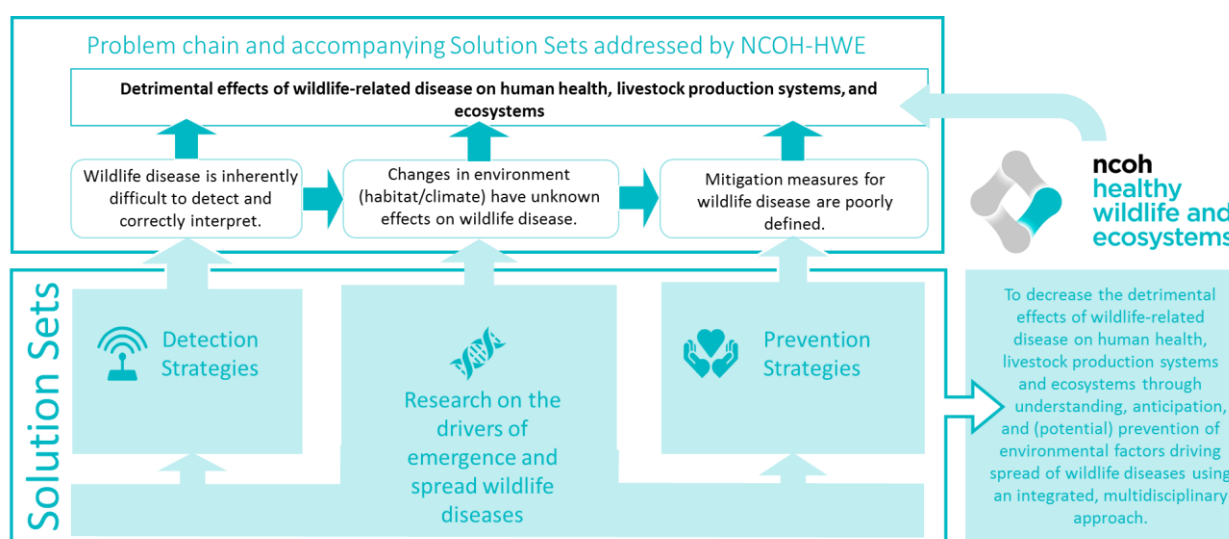 Problem chain and accompanying Solution Sets addressed by NCOH-HWE
Detrimental effects of wildlife-related disease on human health, livestock production systems, and
ecosystems
Wildlife disease is inherently
difficult to detect and
correctly interpret.
Changes in environment
(habitat/climate) have unknown
effects on wildlife disease.
Mitigation measures for
wildlife disease are poorly
defined.
ncoh
healthy
wildlife and
ecosystems
Solution Sets
Detection
Strategies
Research on the
drivers of
emergence and
spread wildlife
diseases
Prevention
Strategies
To decrease the detrimental
effects of wildlife-related
disease on human health,
livestock production systems
and ecosystems through
understanding, anticipation,
and (potential) prevention of
environmental factors driving
spread of wildlife diseases using
an integrated, multidisciplinary
approach.